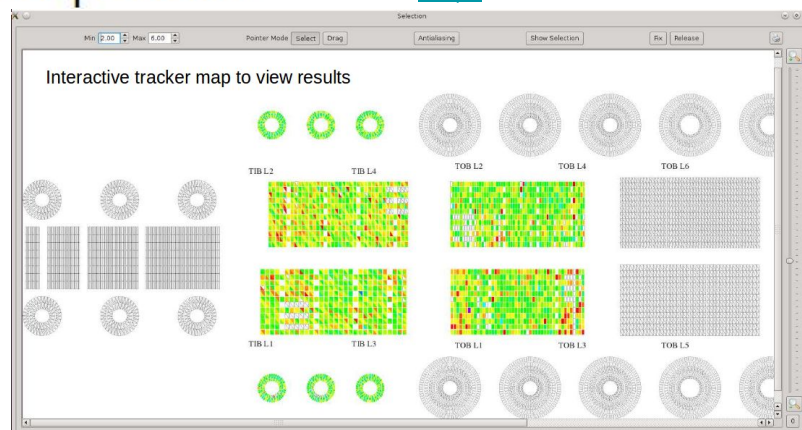 Selection
Min 2.00 Max 6.00 Pointer Mode Select Drag Antialiasing Show Selection Fix Release
Interactive tracker map to view results
TIB L2 TIB L4 TOB L2 TOB L4 TOB L6
TIB L1 TIB L3 TOB L1 TOB L3 TOB L5
0